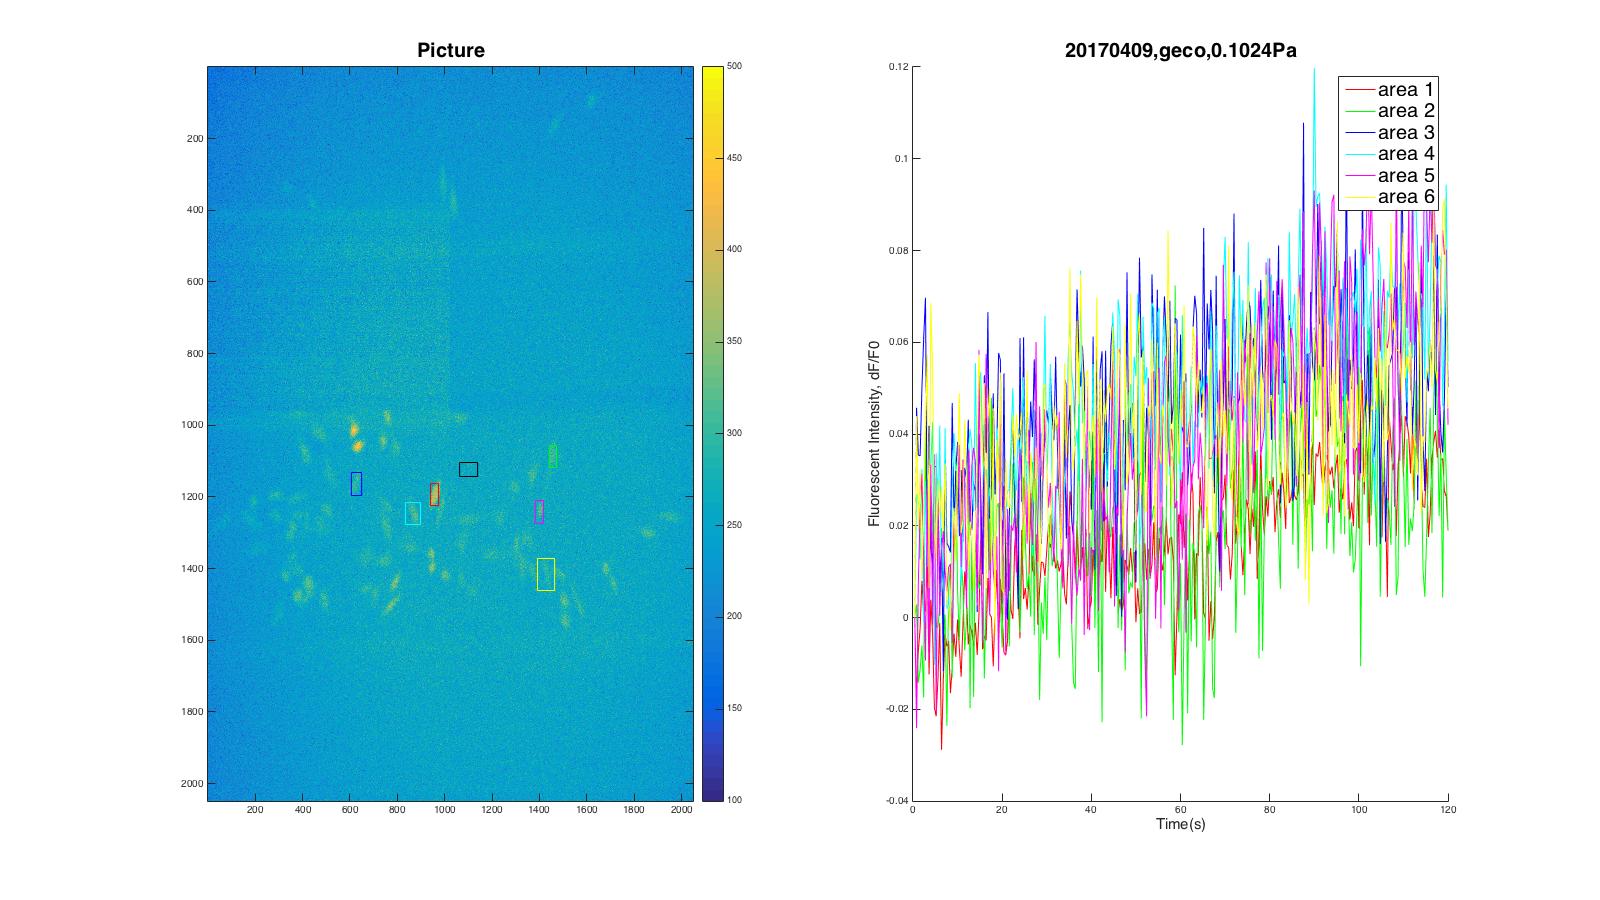 Picture
200
400
600
800
1000
1200
1400
1600
1800
2000
200 400 600 800 1000 1200 1400 1600 1800 2000
500
450
400
350
300
250
200
150
100
20170409,geco,0.1024Pa
Fluorescent Intensity, dF/F0
0.12
0.1
0.08
0.06
0.04
0.02
0
-0.02
-0.04
0 20 40 60 80 100 120
Time(s)
area 1
area 2
area 3
area 4
area 5
area 6